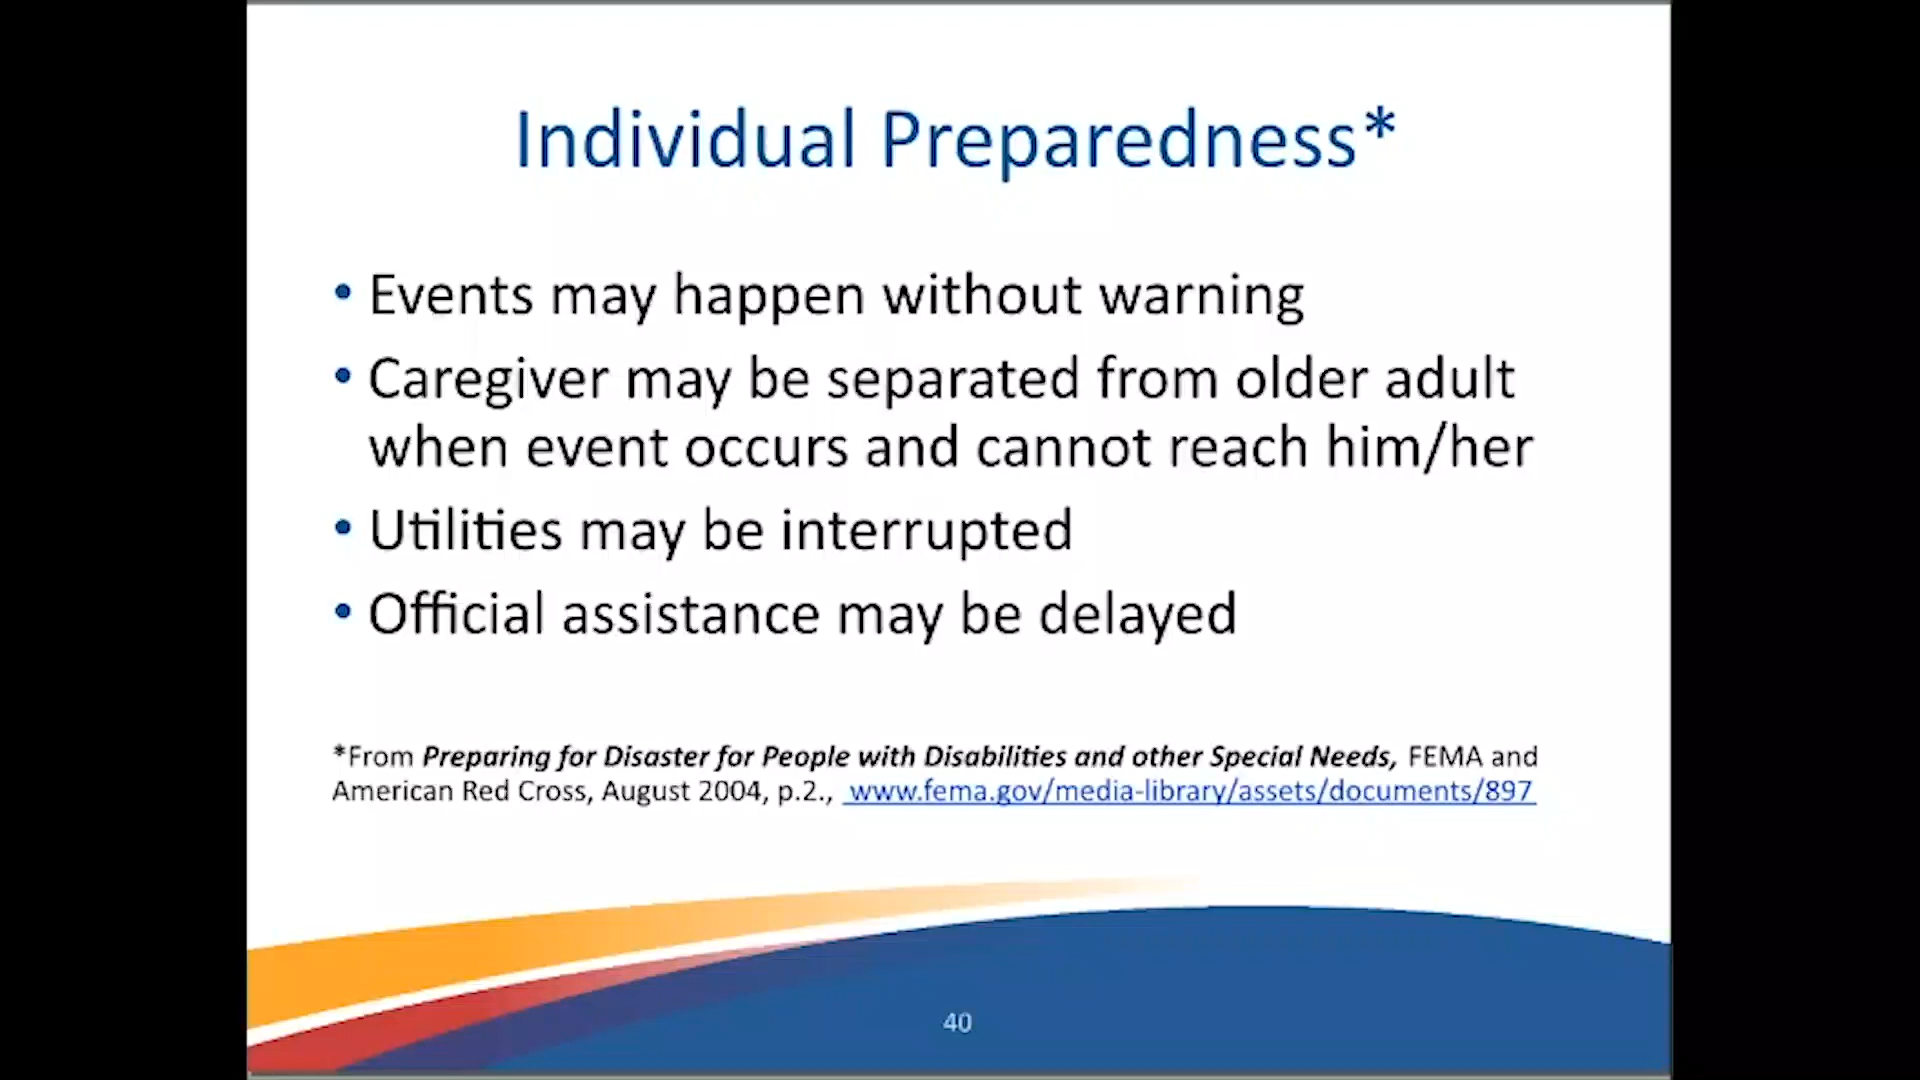 Individual Preparedness*
• Events may happen without warning
• Caregiver may be separated from older adult
when event occurs and cannot reach him/her
• Utilities may be interrupted
• Official assistance may be delayed
*From Preparing for Disaster for People with Disabilities and other Special Needs, FEMA and
American Red Cross, August 2004, p.2., www.fema.gov/media-library/assets/documents/897
40